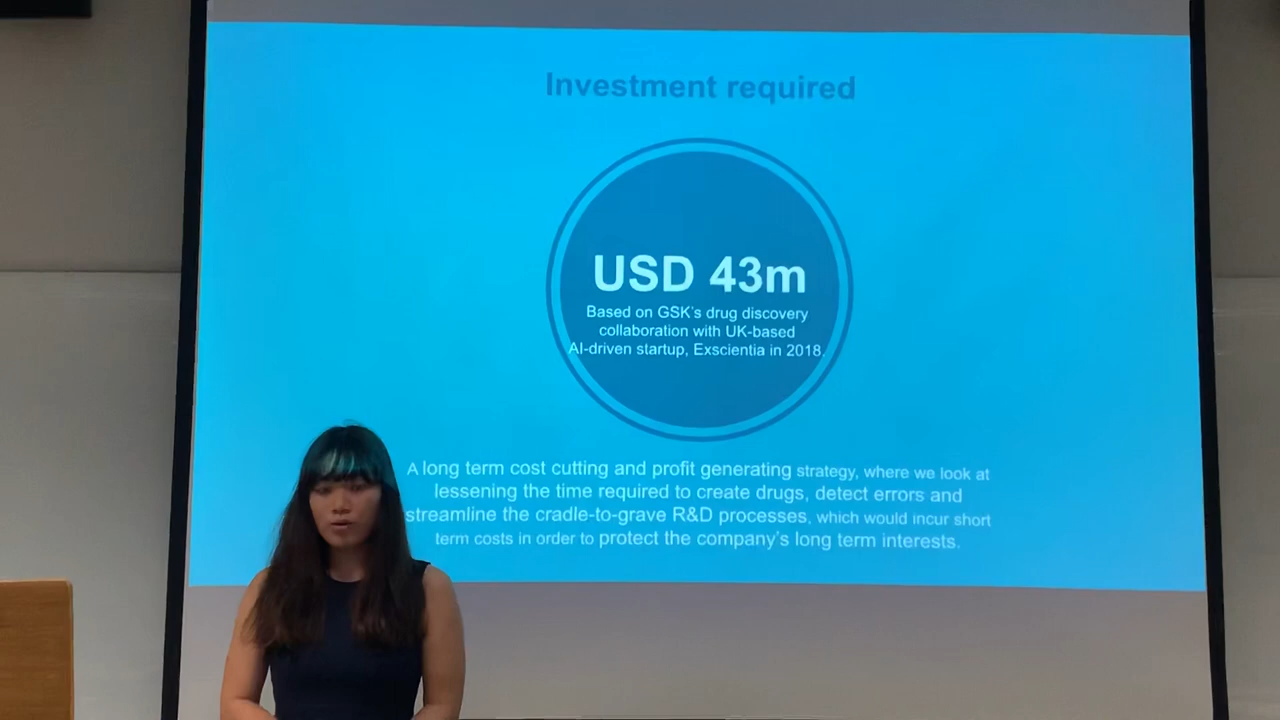 Investment required
USD 43m
Based on GSK's drug discovery
collaboration with UK-based
AI-driven startup, Exscientia in 2018.
A long term cost cutting and profit generating strategy, where we look at
lessening the time required to create drugs, detect errors and
streamline the cradle-to-grave R&D processes, which would incur short
term costs in order to protect the company's long term interests.